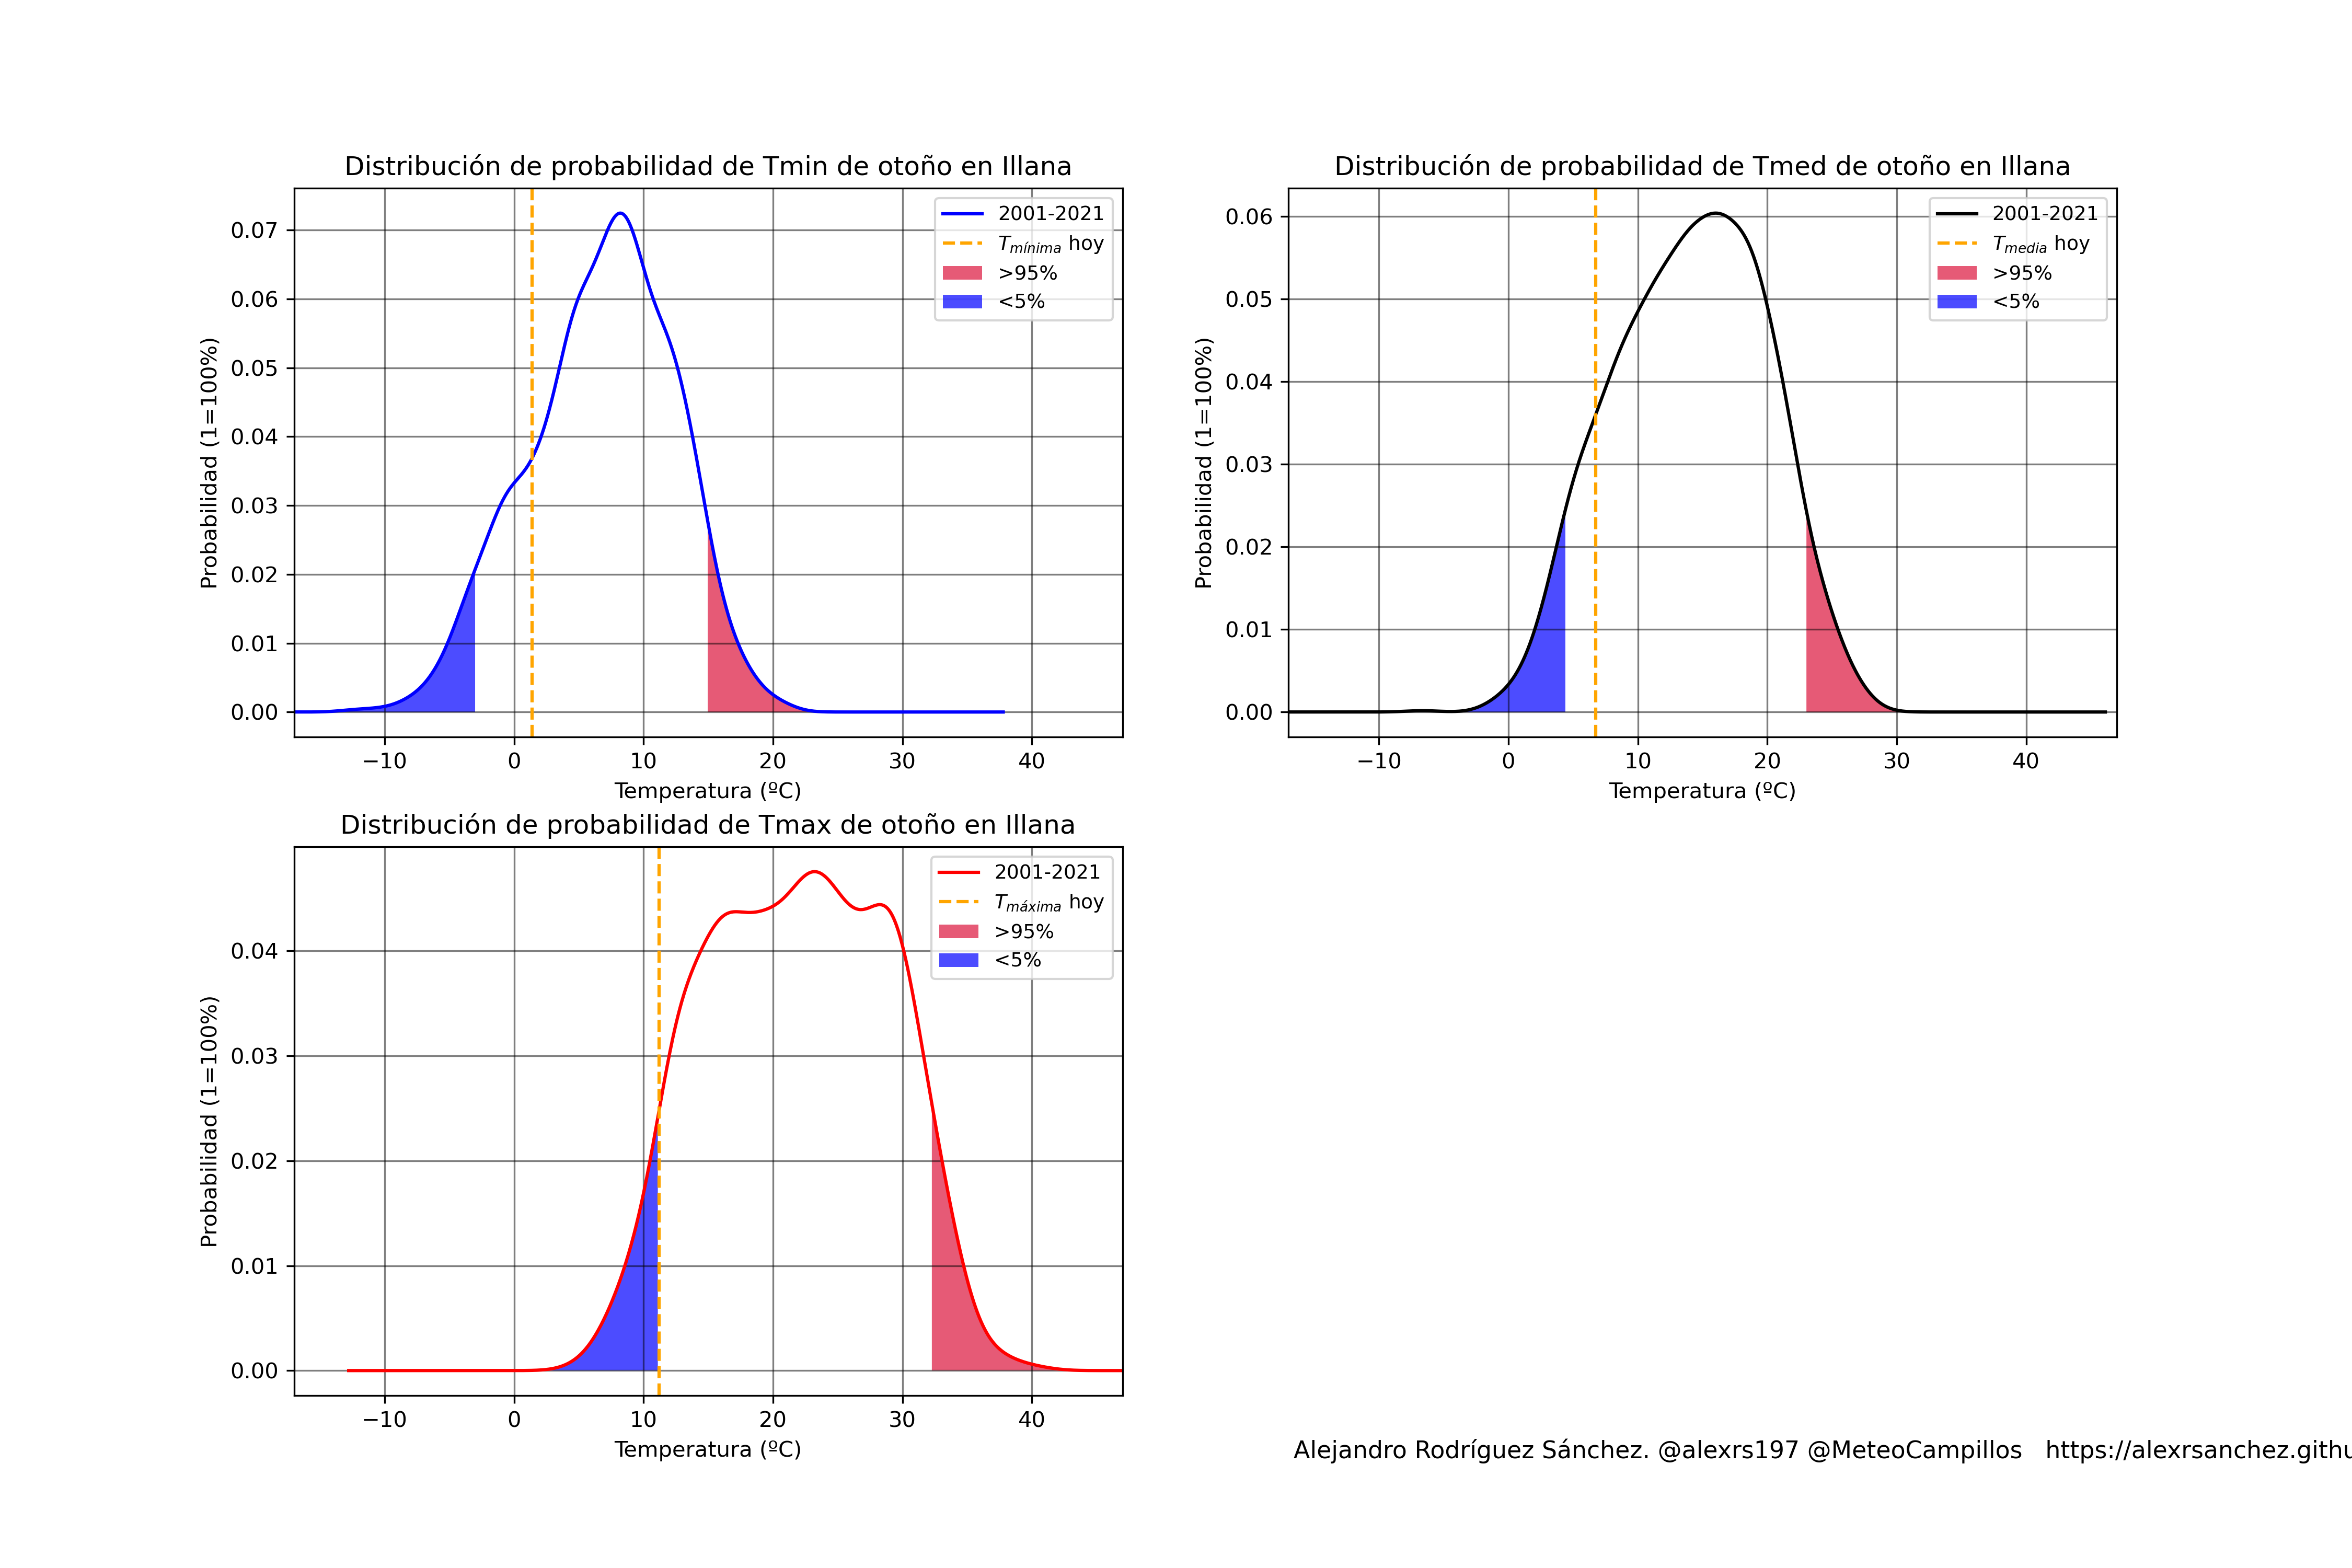 Distribución de probabilidad de Tmin de otoño en Illana
Probabilidad (1=100%)
0.07
0.06
0.05
0.04
0.03
0.02
0.01
0.00
−10 0 10 20 30 40
Temperatura (ºC)
2001-2021
Tmínima hoy
>95%
<5%
Distribución de probabilidad de Tmed de otoño en Illana
Probabilidad (1=100%)
0.06
0.05
0.04
0.03
0.02
0.01
0.00
−10 0 10 20 30 40
Temperatura (ºC)
2001-2021
Tmedia hoy
>95%
<5%
Distribución de probabilidad de Tmax de otoño en Illana
Probabilidad (1=100%)
0.04
0.03
0.02
0.01
0.00
−10 0 10 20 30 40
Temperatura (ºC)
2001-2021
Tmáxima hoy
>95%
<5%
Alejandro Rodríguez Sánchez. @alexrs197 @MeteoCampillos https://alexrsanchez.githu